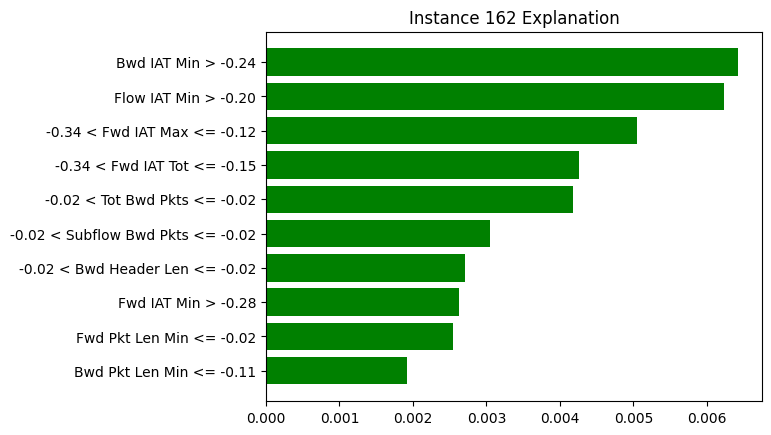 Instance 162 Explanation
Bwd IAT Min > -0.24
Flow IAT Min > -0.20
-0.34 < Fwd IAT Max <= -0.12
-0.34 < Fwd IAT Tot <= -0.15
-0.02 < Tot Bwd Pkts <= -0.02
-0.02 < Subflow Bwd Pkts <= -0.02
-0.02 < Bwd Header Len <= -0.02
Fwd IAT Min > -0.28
Fwd Pkt Len Min <= -0.02
Bwd Pkt Len Min <= -0.11
0.000 0.001 0.002 0.003 0.004 0.005 0.006